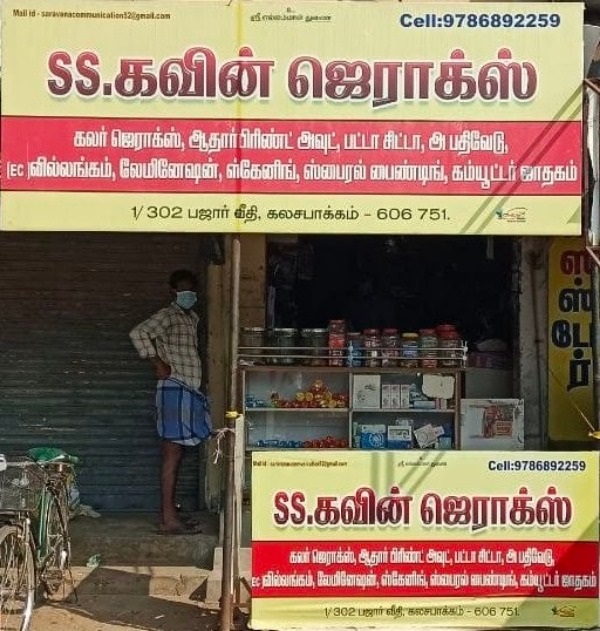 Mail id - saravanacommunication32@gmail.com
உ
ஸ்ரீ எல்லம்மாள் துணை
Cell:9786892259
SS.கவின் ஜெராக்ஸ்
கலர் ஜெராக்ஸ், ஆதார்பிரிண்ட் அவுட், பட்டா சிட்டா, அ பதிவேடு,
(EC)வில்லங்கம், லேமினேஷன், ஸ்கேனிங், ஸ்பைரல் பைண்டிங், கம்யூட்டர் ஜாதகம்
1/ 302 பஜார் வீதி, கலசபாக்கம் - 606 751.
ஸ்
டோ
ர்
Cell:9786892259
SS.கவின் ஜெராக்ஸ்
கலர் ஜெராக்ஸ், ஆதார் பிரிண்ட் அவுட், பட்டா சிட்டா, அ பதிவேடு,
EC வில்லங்கம், லேமினேஷன், ஸ்கேனிங், ஸ்பைரல் பைண்டிங், கம்யூட்டர் ஜாதகம்
1/ 302 பஜார் வீதி, கலசபாக்கம் - 606 751.